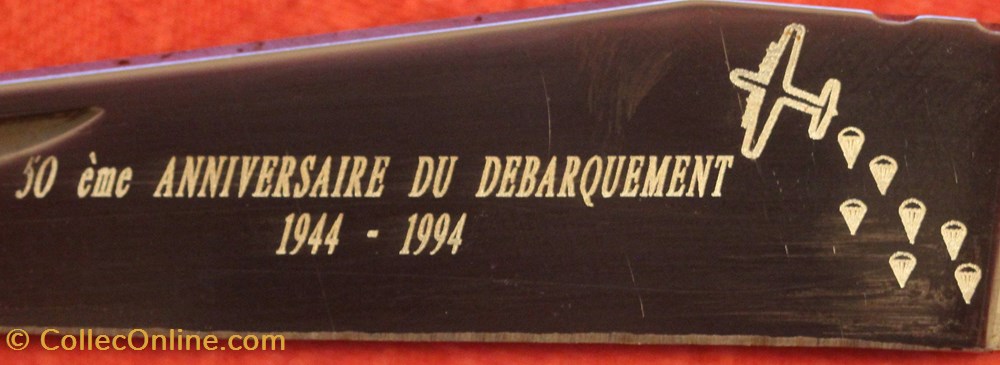 50 ème ANNIVERSAIRE DU DEBARQUEMENT
1944 - 1994
© CollecOnline.com